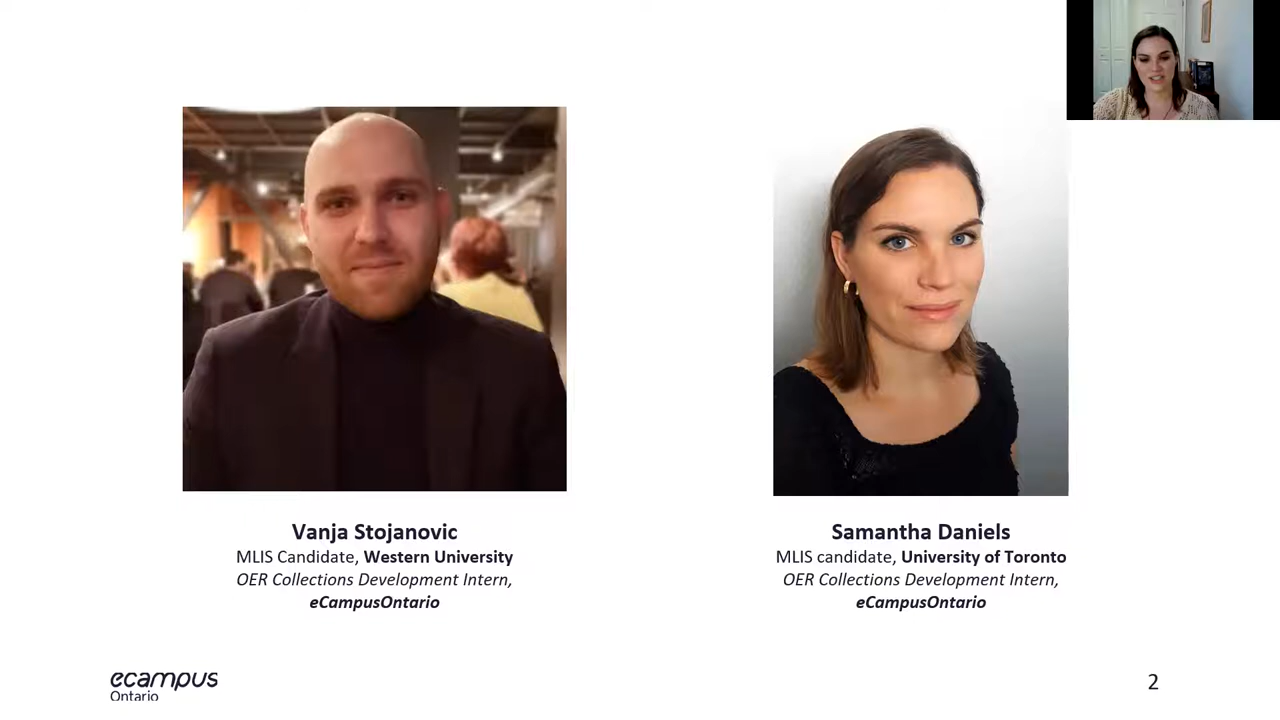 Vanja Stojanovic
MLIS Candidate, Western University
OER Collections Development Intern,
eCampusOntario
Samantha Daniels
MLIS candidate, University of Toronto
OER Collections Development Intern,
eCampusOntario
ecampus
Ontario
2